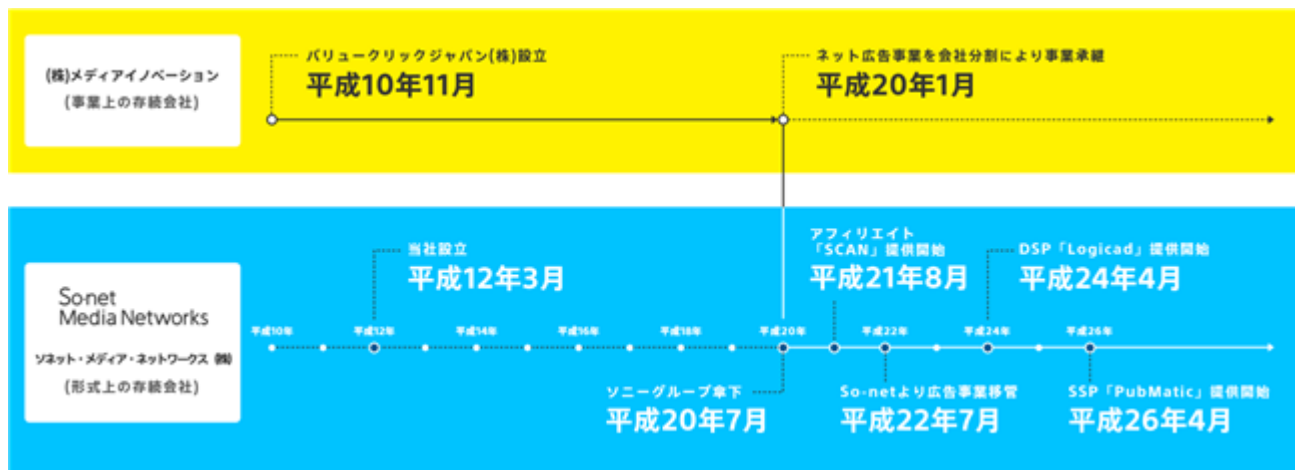 (株)メディアイノベーション
(事業上の存続会社)
バリュークリックジャパン(株)設立
平成10年11月
ネット広告事業を会社分割により事業承継
平成20年1月
So-net
Media Networks
ソネット・メディア・ネットワークス(株)
(形式上の存続会社)
当社設立
平成12年3月
アフィリエイト
「SCAN」提供開始
平成21年8月
DSP「Logicad」提供開始
平成24年4月
平成10年
平成12年
平成14年
平成16年
平成18年
平成20年
平成22年
平成24年
平成26年
ソニーグループ傘下
平成20年7月
So-netより広告事業移管
平成22年7月
SSP「PubMatic」提供開始
平成26年4月